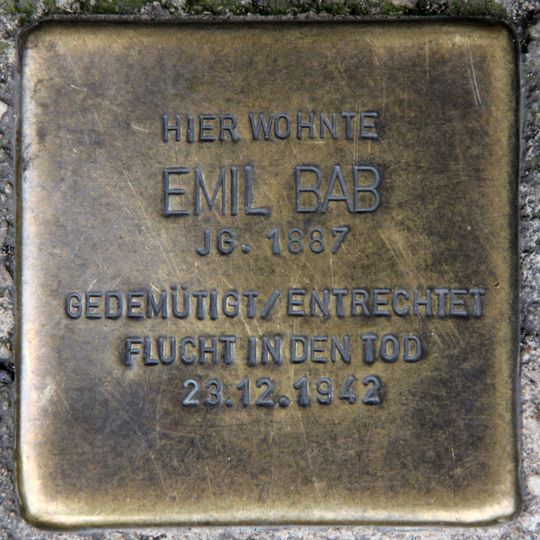 HIER WOHNTE
EMIL BAB
JG. 1887
GEDEMÜTIGT/ENTRECHTET
FLUCHT IN DEN TOD
23.12.1942